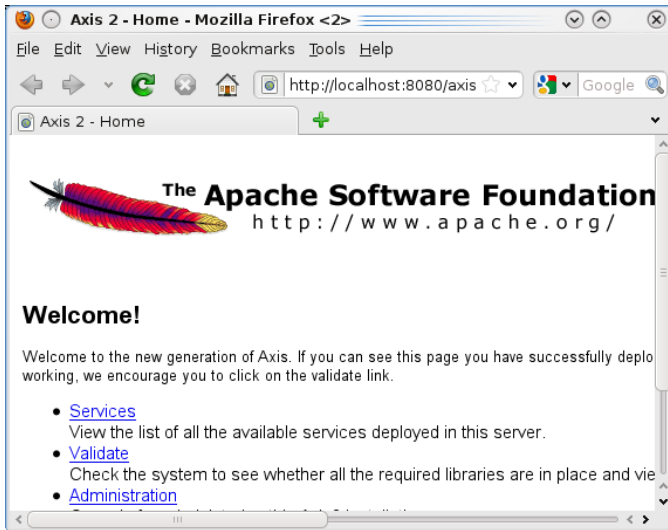 Axis 2 - Home - Mozilla Firefox <2>
File Edit View History Bookmarks Tools Help
http://localhost:8080/axis Google
Axis 2 - Home
The Apache Software Foundation
http://www.apache.org/
Welcome!
Welcome to the new generation of Axis. If you can see this page you have successfully deplo
working, we encourage you to click on the validate link.
Services
View the list of all the available services deployed in this server.
Validate
Check the system to see whether all the required libraries are in place and vie
Administration